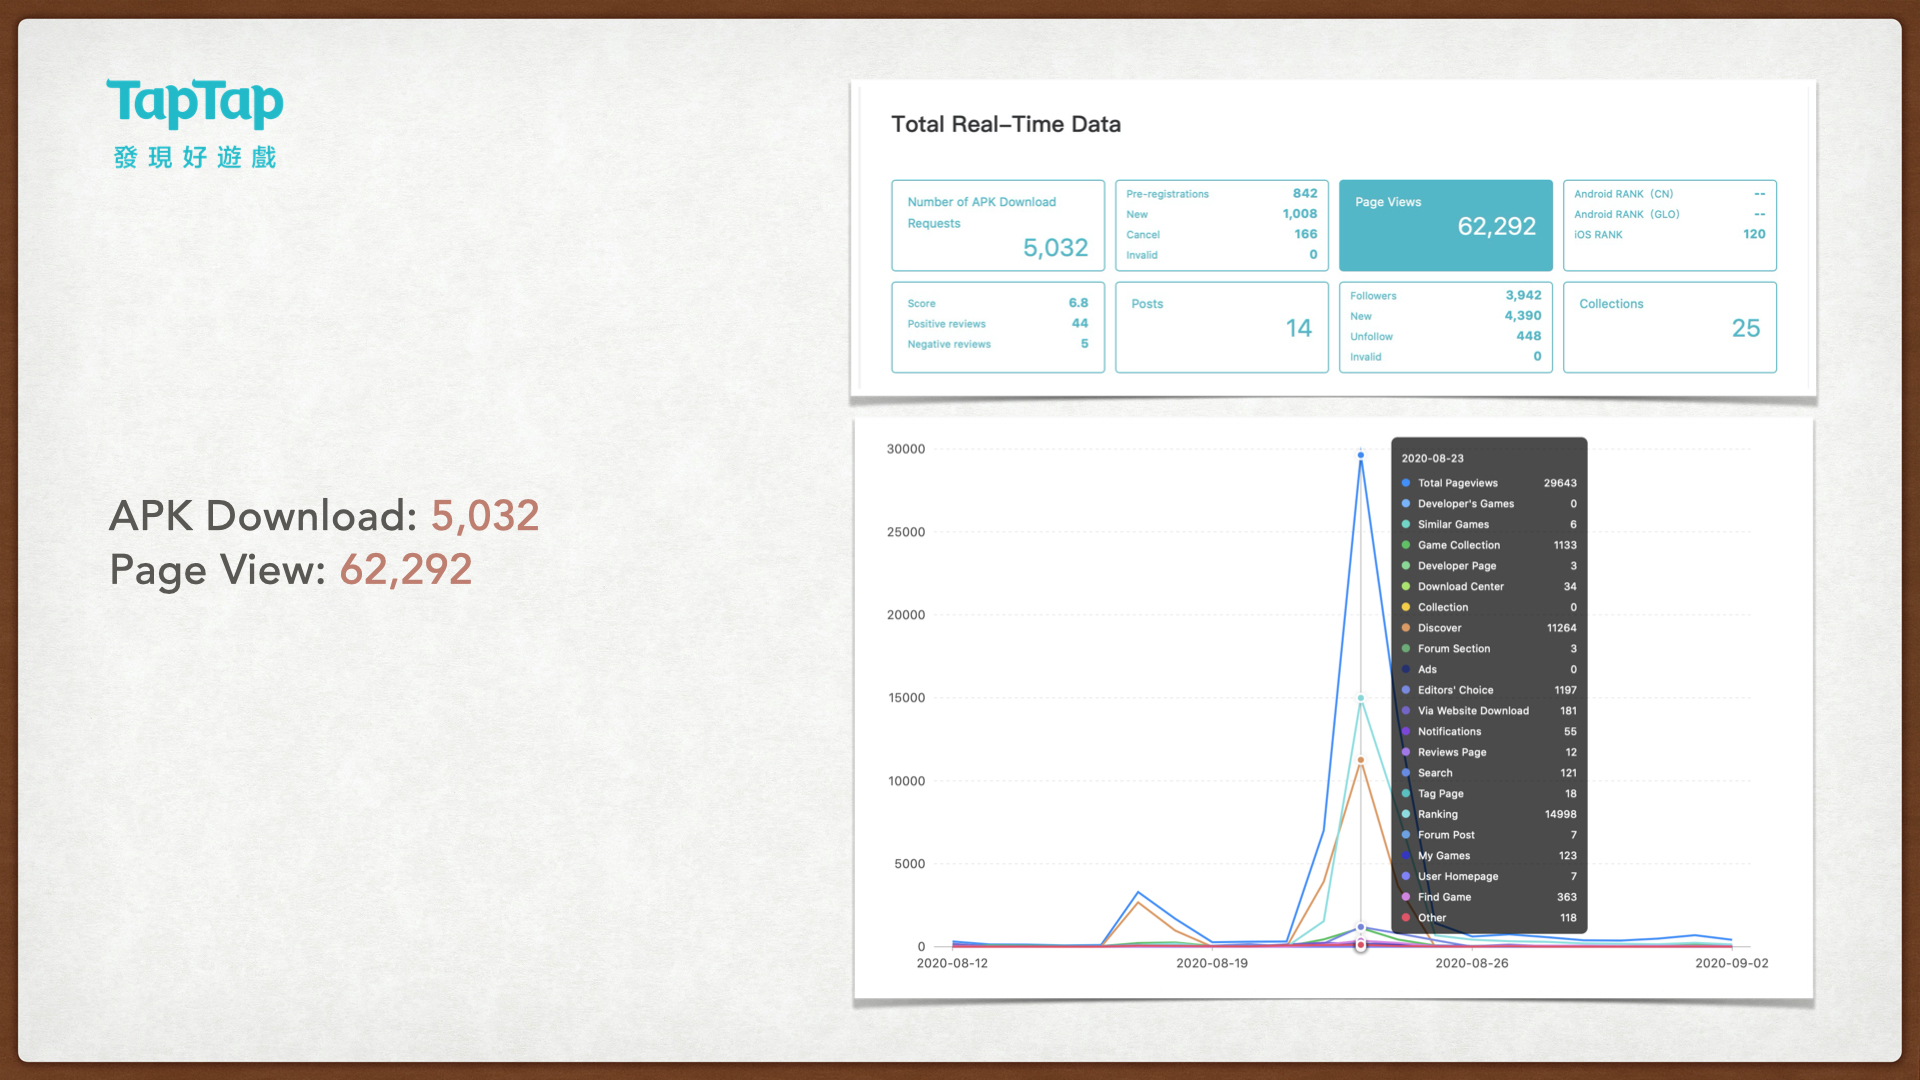 TapTap
發現好遊戲
APK Download: 5,032
Page View: 62,292
Total Real-Time Data
Number of APK Download
Requests
5,032
Pre-registrations 842
New 1,008
Cancel 166
Invalid 0
Page Views
62,292
Android RANK（CN） --
Android RANK（GLO） --
iOS RANK 120
Score 6.8
Positive reviews 44
Negative reviews 5
Posts
14
Followers 3,942
New 4,390
Unfollow 448
Invalid 0
Collections
25
30000
25000
20000
15000
10000
5000
0
2020-08-12 2020-08-19 2020-08-26 2020-09-02
2020-08-23
Total Pageviews 29643
Developer's Games 0
Similar Games 6
Game Collection 1133
Developer Page 3
Download Center 34
Collection 0
Discover 11264
Forum Section 3
Ads 0
Editors' Choice 1197
Via Website Download 181
Notifications 55
Reviews Page 12
Search 121
Tag Page 18
Ranking 14998
Forum Post 7
My Games 123
User Homepage 7
Find Game 363
Other 118